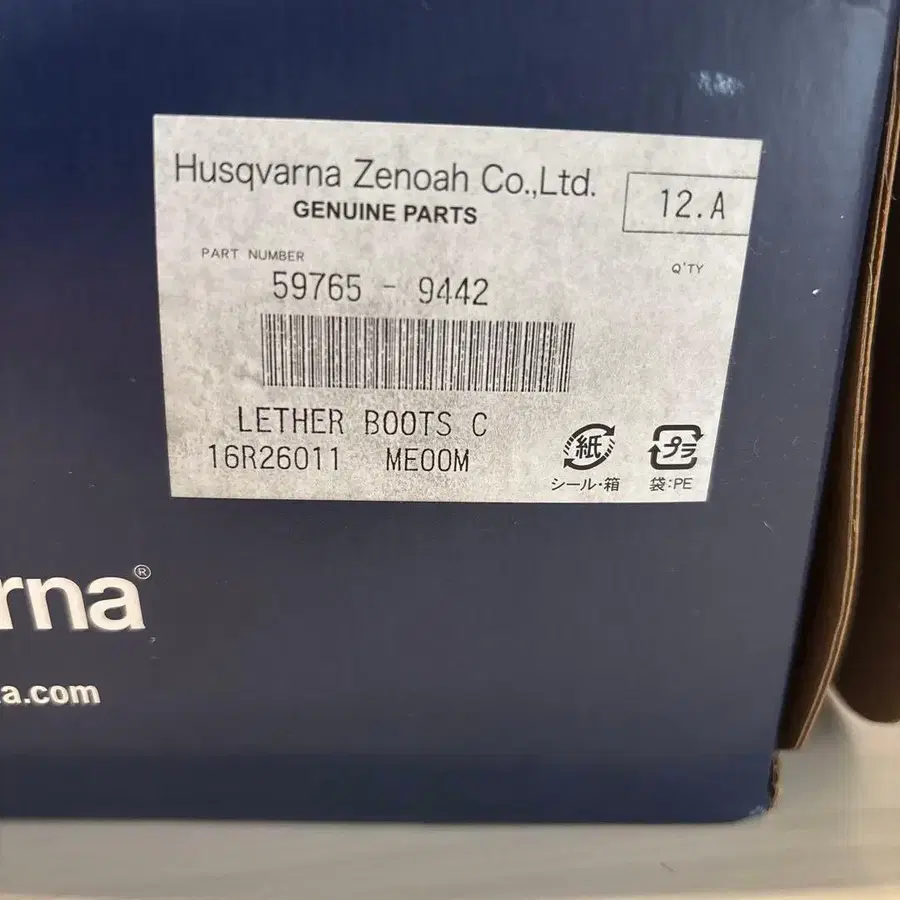 Husqvarna Zenoah Co.,Ltd.
GENUINE PARTS
12.A
PART NUMBER
Q'TY
59765 - 9442
LETHER BOOTS C
16R26011 ME00M
紙
プラ
シール・箱
袋:PE
rna®
a.com